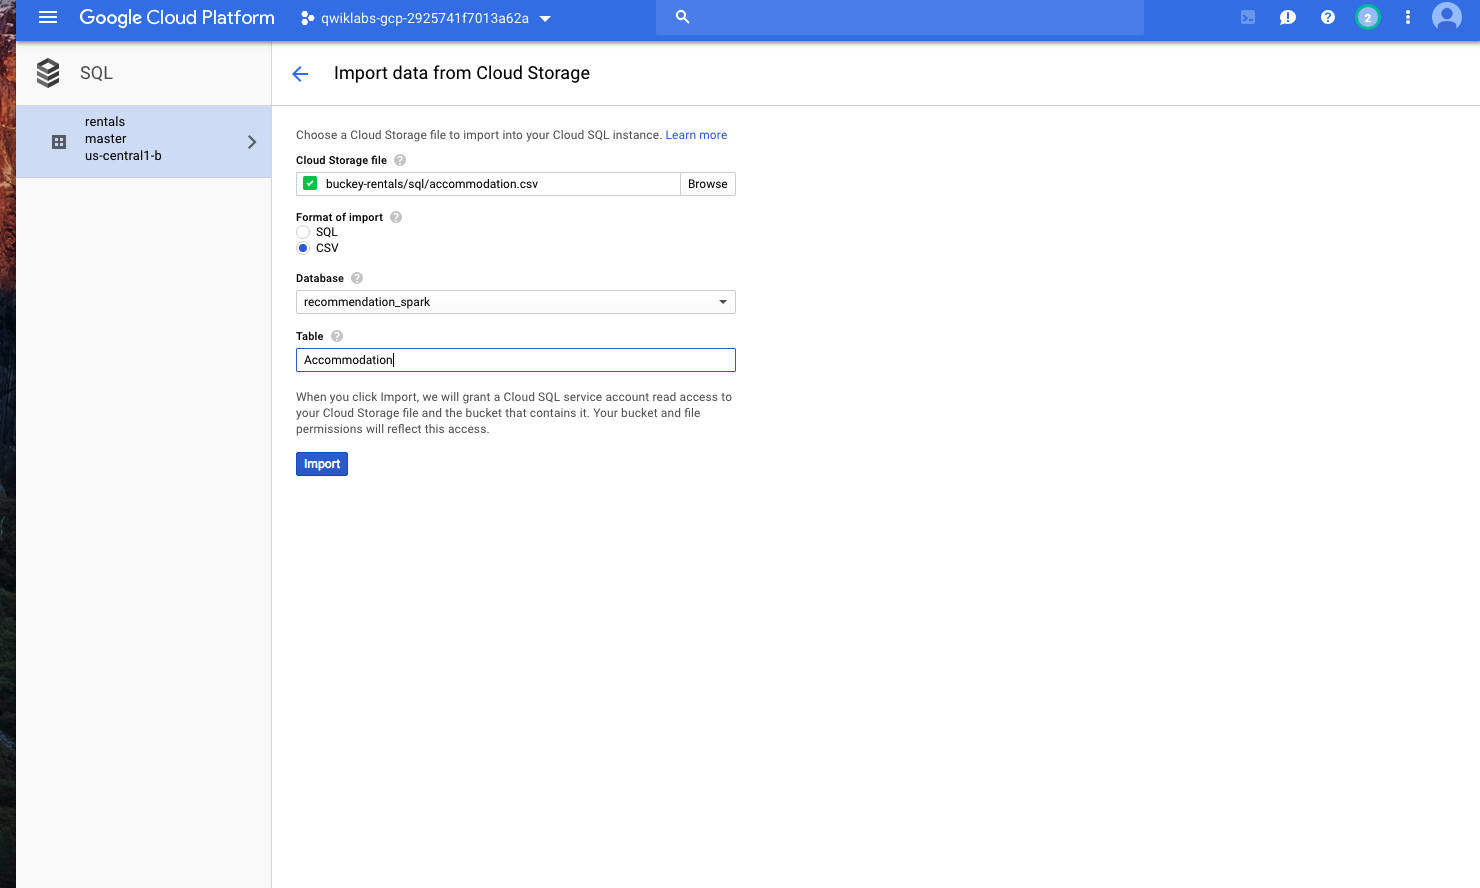 Google Cloud Platform
qwiklabs-gcp-2925741f7013a62a
2
SQL
Import data from Cloud Storage
rentals
master
us-central1-b
Choose a Cloud Storage file to import into your Cloud SQL instance. Learn more
Cloud Storage file ?
buckey-rentals/sql/accommodation.csv Browse
Format of import ?
SQL
CSV
Database ?
recommendation_spark
Table ?
Accommodation
When you click Import, we will grant a Cloud SQL service account read access to
your Cloud Storage file and the bucket that contains it. Your bucket and file
permissions will reflect this access.
Import